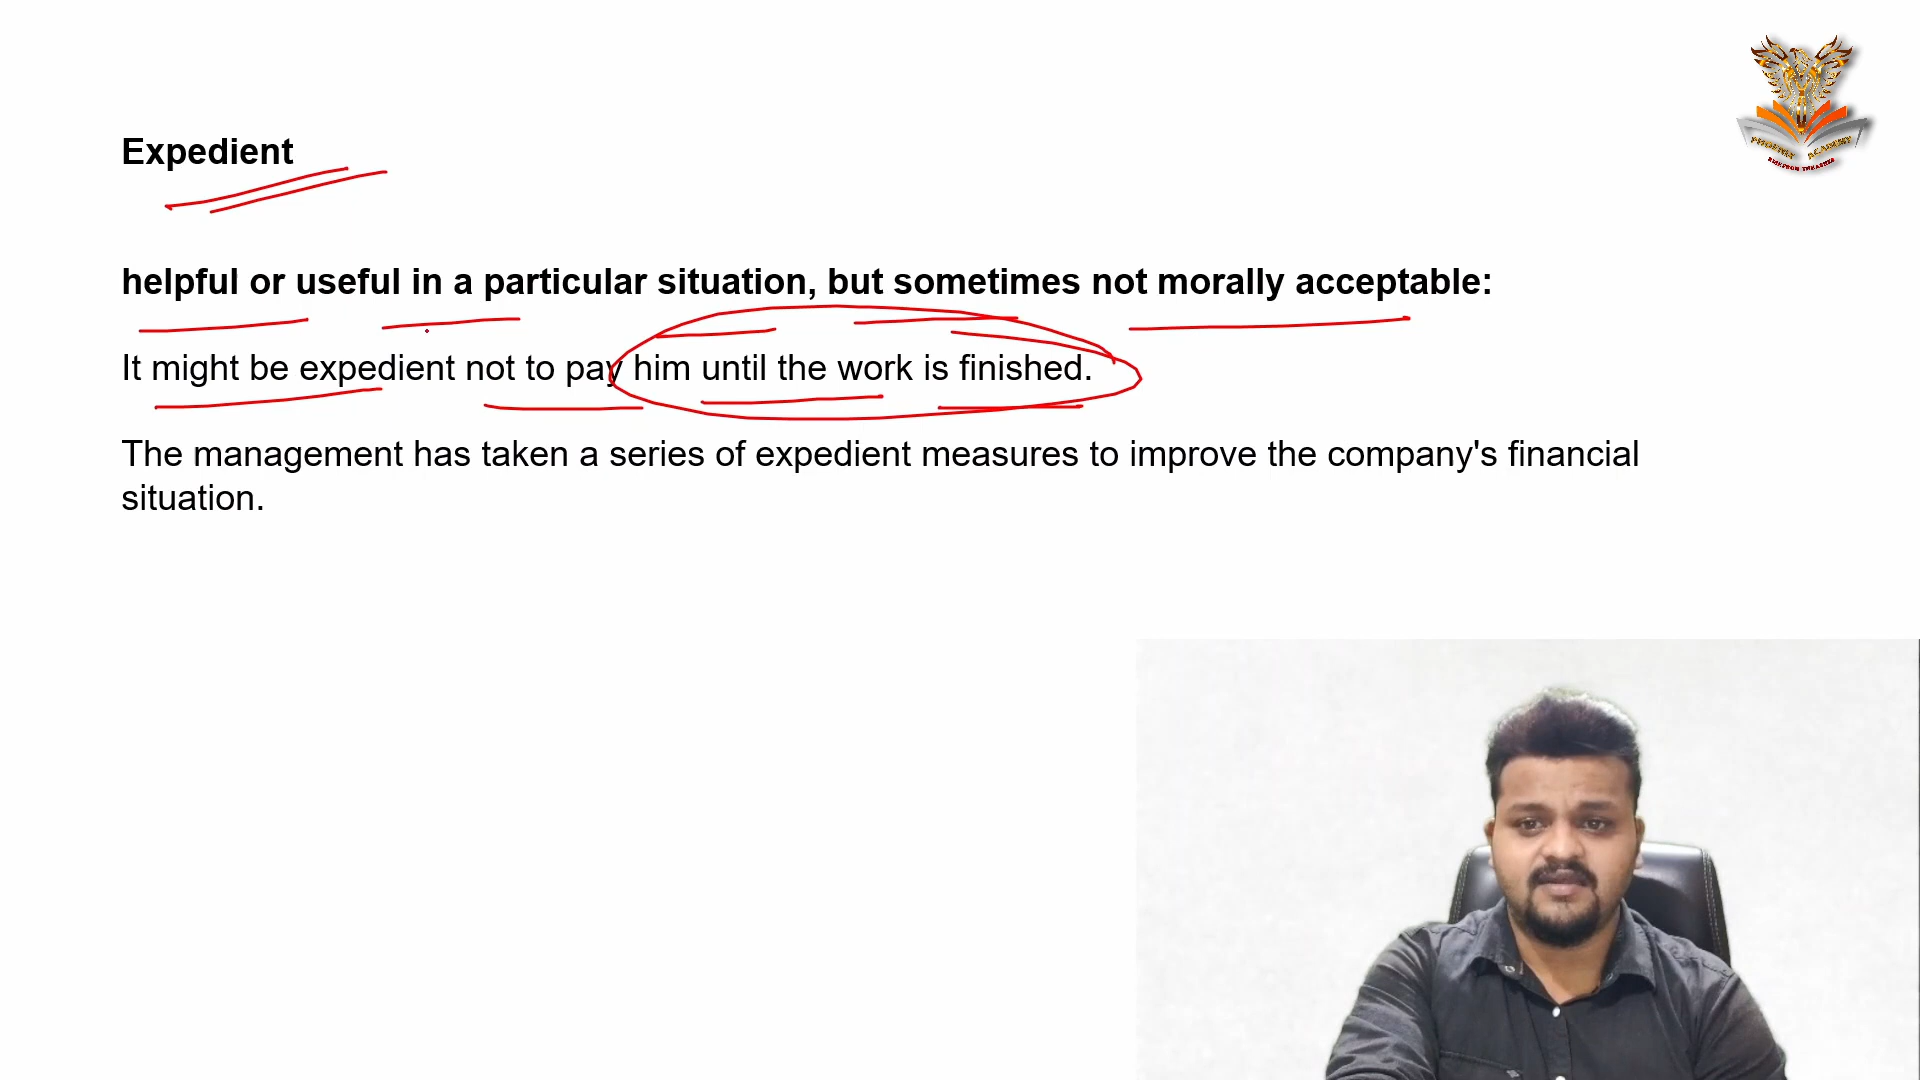 Expedient
helpful or useful in a particular situation, but sometimes not morally acceptable:
It might be expedient not to pay him until the work is finished.
The management has taken a series of expedient measures to improve the company's financial
situation.
PHOENIX ACADEMY